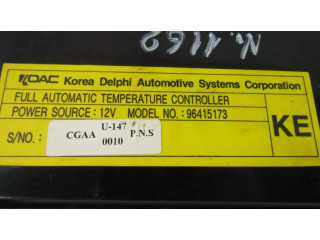 Nr. 1162
KDAC Korea Delphi Automotive Systems Corporation
FULL AUTOMATIC TEMPERATURE CONTROLLER
POWER SOURCE : 12V MODEL NO. : 96415173
S/NO. : CGAA U-147 0010 P.N.S
KE